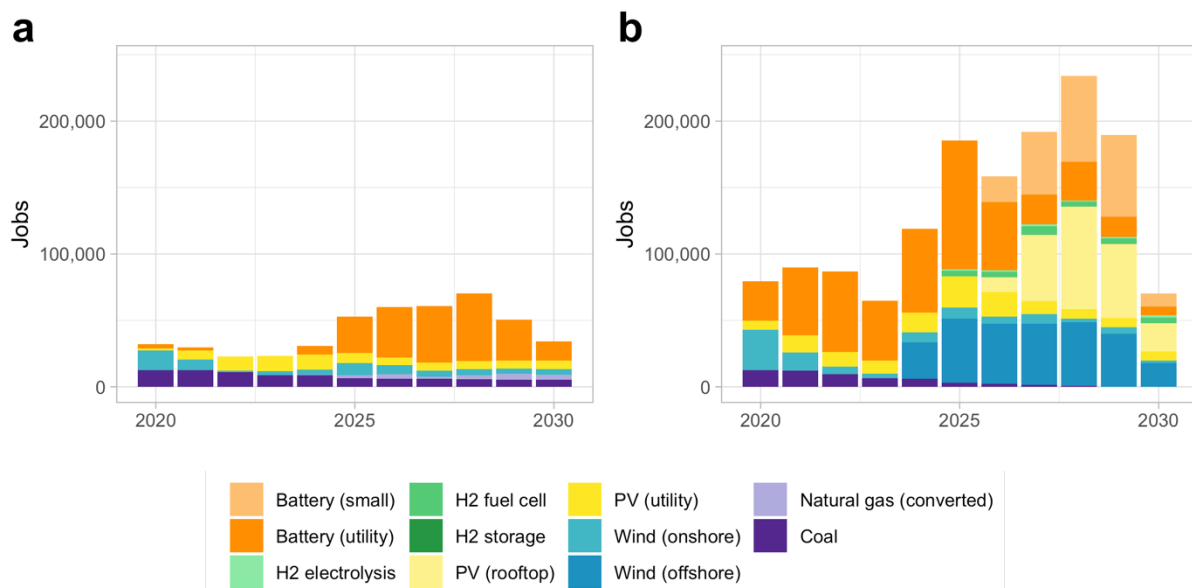 a
b
Jobs
200,000
100,000
0
2020
2025
2030
Jobs
200,000
100,000
0
2020
2025
2030
Battery (small)
H2 fuel cell
PV (utility)
Natural gas (converted)
Battery (utility)
H2 storage
Wind (onshore)
Coal
H2 electrolysis
PV (rooftop)
Wind (offshore)